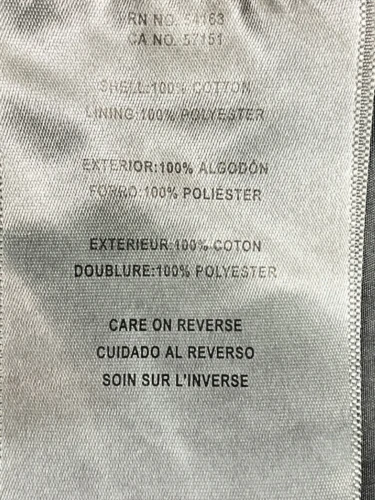 RN NO. 54163
CA NO. 57151
SHELL:100% COTTON
LINING:100% POLYESTER
EXTERIOR:100% ALGODÓN
FORRO:100% POLIÉSTER
EXTERIEUR:100% COTON
DOUBLURE:100% POLYESTER
CARE ON REVERSE
CUIDADO AL REVERSO
SOIN SUR L'INVERSE